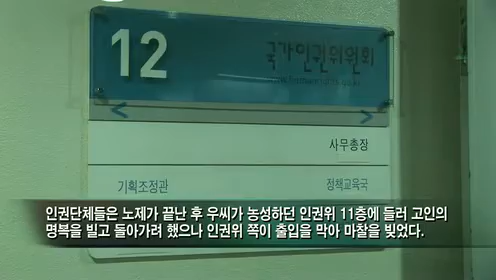 12
국가인권위원회
사무총장
기획조정관
정책교육국
인권단체들은 노제가 끝난 후 우씨가 농성하던 인권위 11층에 들러 고인의
명복을 빌고 돌아가려 했으나 인권위 쪽이 출입을 막아 마찰을 빚었다.